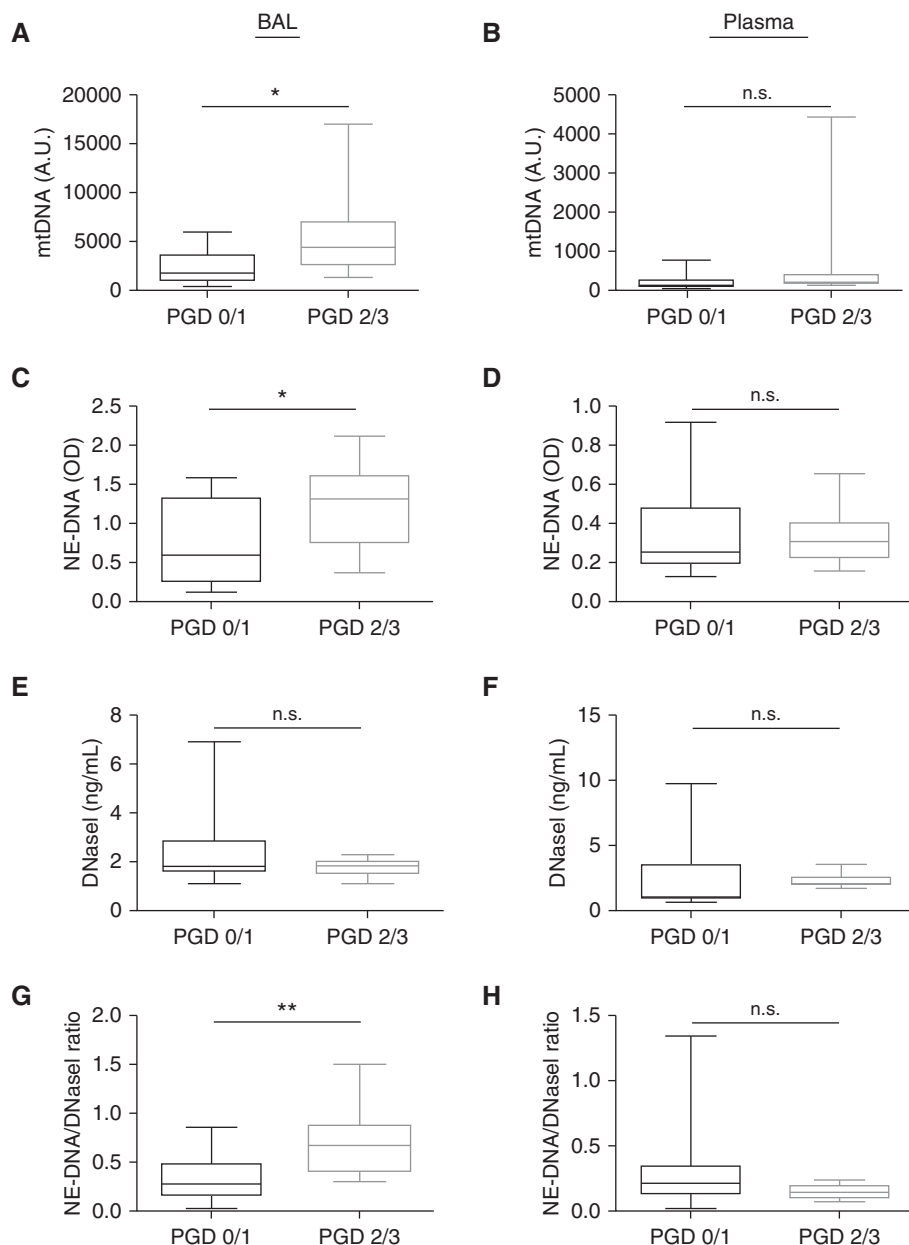 A
BAL
*
mtDNA (A.U.)
20000
15000
10000
5000
0
PGD 0/1
PGD 2/3
B
Plasma
n.s.
mtDNA (A.U.)
5000
4000
3000
2000
1000
0
PGD 0/1
PGD 2/3
C
*
NE-DNA (OD)
2.5
2.0
1.5
1.0
0.5
0.0
PGD 0/1
PGD 2/3
D
n.s.
NE-DNA (OD)
1.0
0.8
0.6
0.4
0.2
0.0
PGD 0/1
PGD 2/3
E
n.s.
DNaseI (ng/mL)
8
6
4
2
0
PGD 0/1
PGD 2/3
F
n.s.
DNaseI (ng/mL)
15
10
5
0
PGD 0/1
PGD 2/3
G
**
NE-DNA/DNaseI ratio
2.0
1.5
1.0
0.5
0.0
PGD 0/1
PGD 2/3
H
n.s.
NE-DNA/DNaseI ratio
1.5
1.0
0.5
0.0
PGD 0/1
PGD 2/3